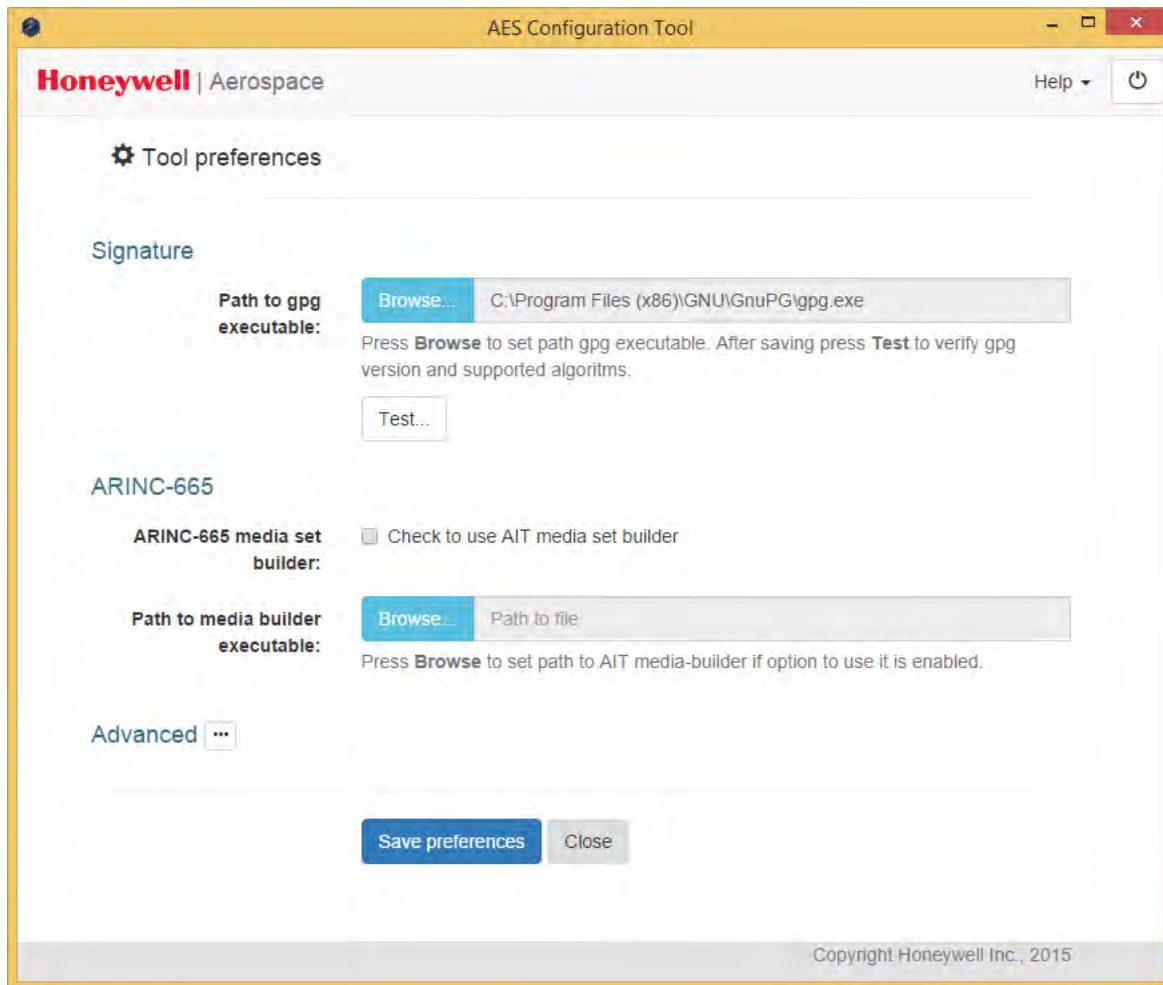 AES Configuration Tool
Honeywell | Aerospace
Help
Tool preferences
Signature
Path to gpg
executable:
Browse... C:\Program Files (x86)\GNU\GnuPG\gpg.exe
Press Browse to set path gpg executable. After saving press Test to verify gpg
version and supported algoritms.
Test...
ARINC-665
ARINC-665 media set
builder:
Check to use AIT media set builder
Path to media builder
executable:
Browse... Path to file
Press Browse to set path to AIT media-builder if option to use it is enabled.
Advanced ...
Save preferences Close
Copyright Honeywell Inc., 2015